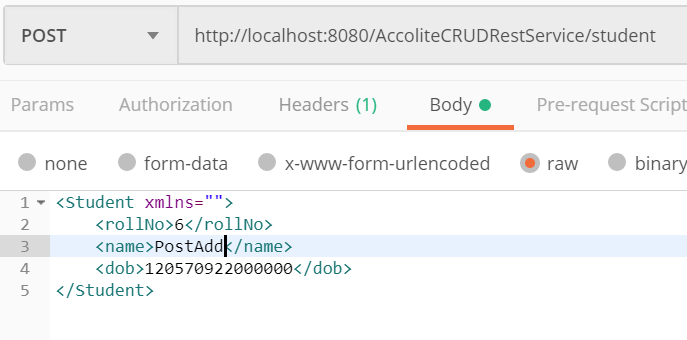 POST http://localhost:8080/AccoliteCRUDRestService/student
Params Authorization Headers (1) Body Pre-request Script
none form-data x-www-form-urlencoded raw binary
1 <Student xmlns="">
2 <rollNo>6</rollNo>
3 <name>PostAdd</name>
4 <dob>120570922000000</dob>
5 </Student>